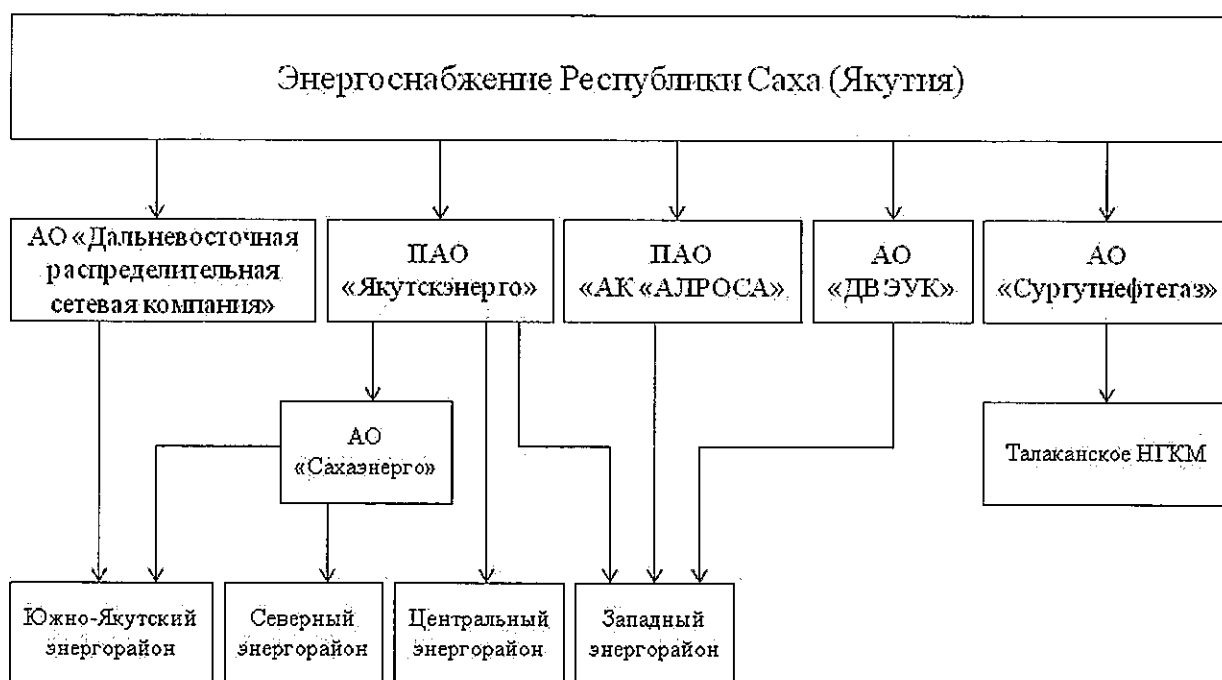 Энергоснабжение Республики Саха (Якутия)
АО «Дальневосточная
распределительная
сетевая компания»
ПАО
«Якутскэнерго»
ПАО
«АК «АЛРОСА»
АО
«ДВЭУК»
АО
«Сургутнефтегаз»
АО
«Сахаэнерго»
Талаканское НГКМ
Южно-Якутский
энергорайон
Северный
энергорайон
Центральный
энергорайон
Западный
энергорайон